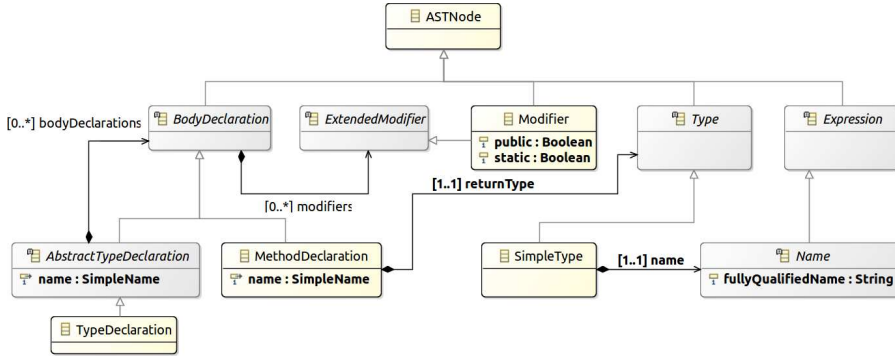 ASTNode
[0..*] bodyDeclarations
BodyDeclaration
ExtendedModifier
Modifier
public : Boolean
static : Boolean
Type
Expression
[0..*] modifiers
[1..1] returnType
AbstractTypeDeclaration
name : SimpleName
MethodDeclaration
name : SimpleName
SimpleType
[1..1] name
Name
fullyQualifiedName : String
TypeDeclaration